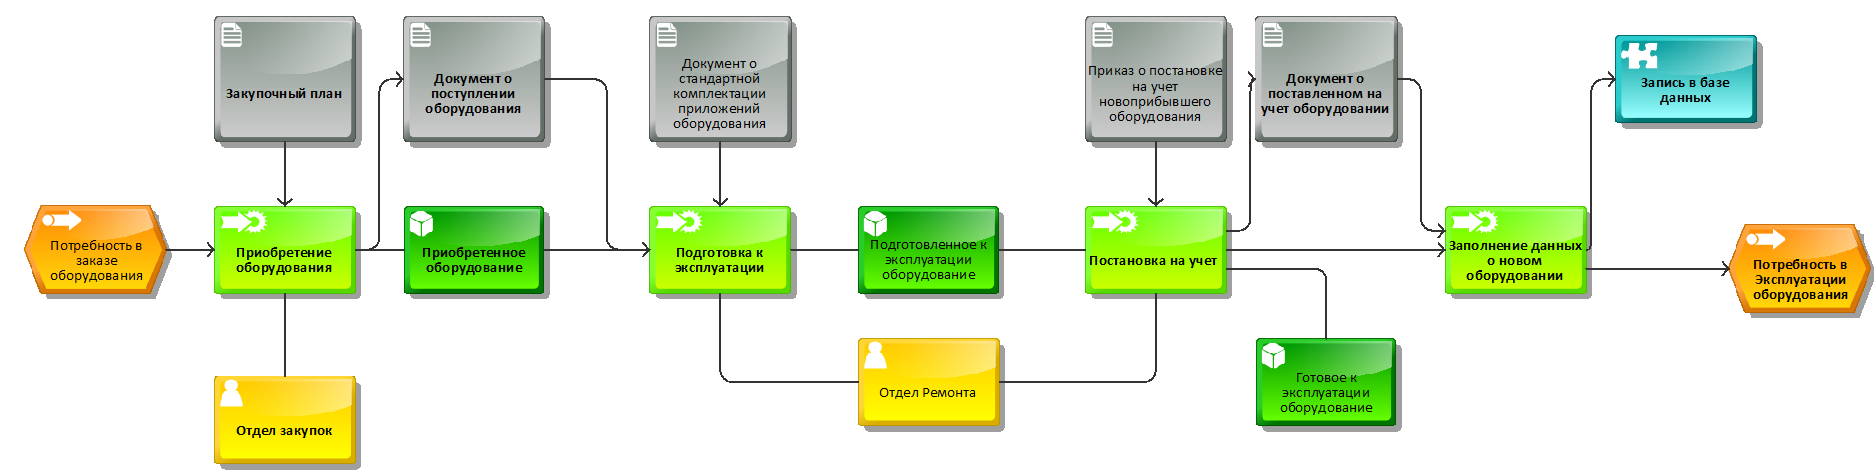 Закупочный план
Документ о
поступлении
оборудования
Документ о
стандартной
комплектации
приложений
оборудования
Приказ о постановке
на учет
новоприбывшего
оборудования
Документ о
поставленном на
учет оборудовании
Запись в базе
данных
Потребность в
заказе
оборудования
Приобретение
оборудования
Приобретенное
оборудование
Подготовка к
эксплуатации
Подготовленное к
эксплуатации
оборудование
Постановка на учет
Заполнение данных
о новом
оборудовании
Потребность в
Эксплуатации
оборудования
Отдел закупок
Отдел Ремонта
Готовое к
эксплуатации
оборудование